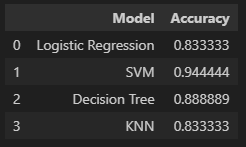 Model Accuracy
0 Logistic Regression 0.833333
1 SVM 0.944444
2 Decision Tree 0.888889
3 KNN 0.833333